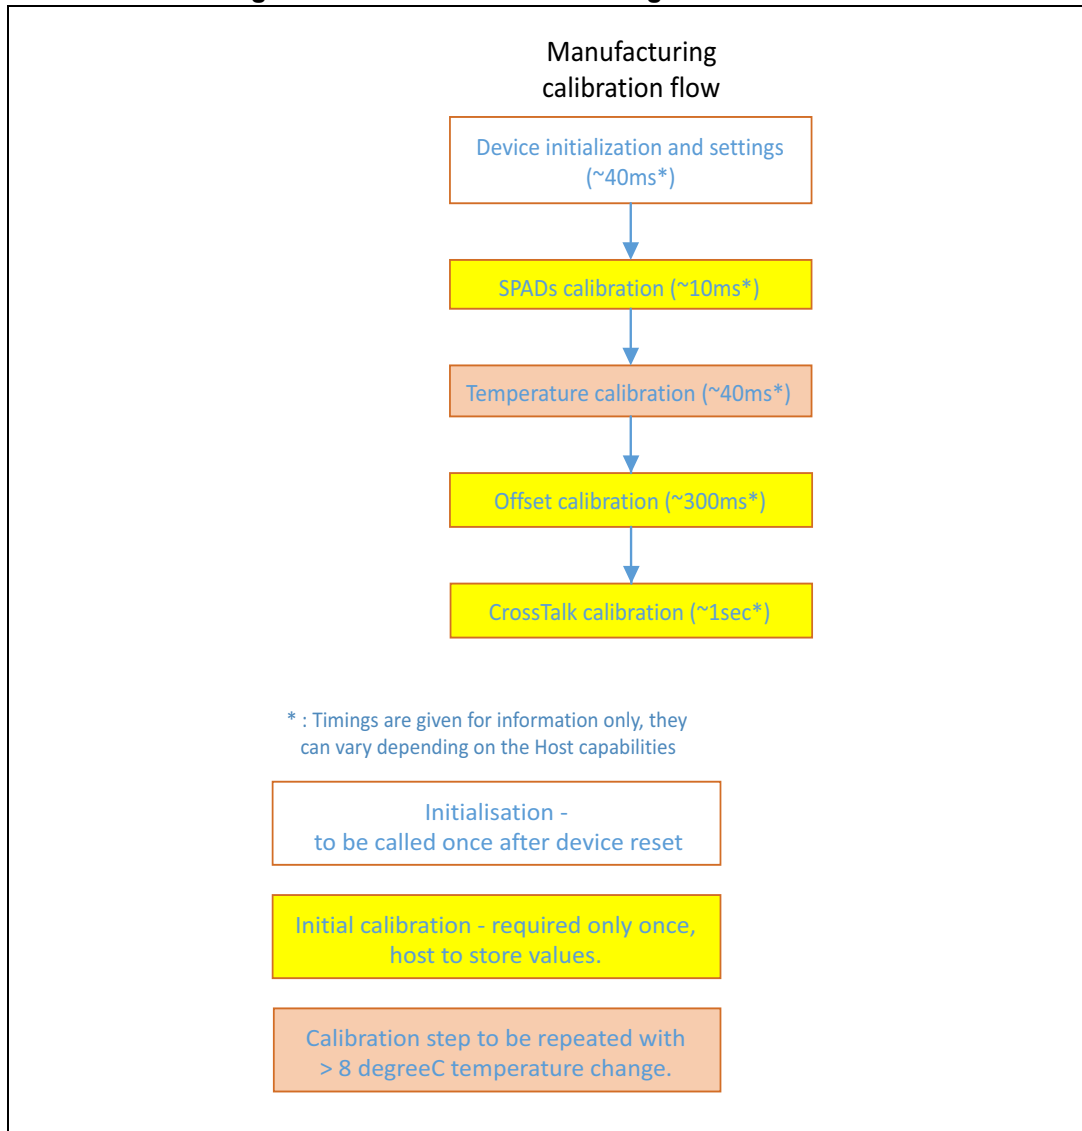 Manufacturing
calibration flow
Device initialization and settings
(~40ms*)
SPADs calibration (~10ms*)
Temperature calibration (~40ms*)
Offset calibration (~300ms*)
CrossTalk calibration (~1sec*)
* : Timings are given for information only, they
can vary depending on the Host capabilities
Initialisation -
to be called once after device reset
Initial calibration - required only once,
host to store values.
Calibration step to be repeated with
> 8 degreeC temperature change.